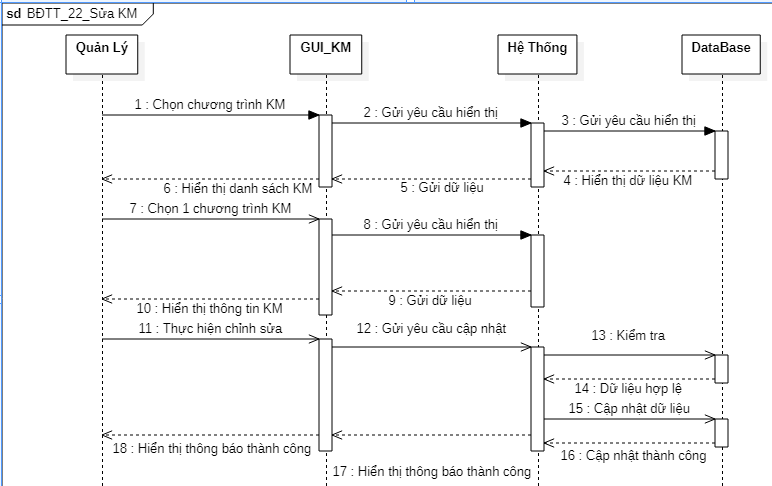 sd BĐTT_22_Sửa KM
Quản Lý
GUI_KM
Hệ Thống
DataBase
1 : Chọn chương trình KM
2 : Gửi yêu cầu hiển thị
3 : Gửi yêu cầu hiển thị
4 : Hiển thị dữ liệu KM
5 : Gửi dữ liệu
6 : Hiển thị danh sách KM
7 : Chọn 1 chương trình KM
8 : Gửi yêu cầu hiển thị
9 : Gửi dữ liệu
10 : Hiển thị thông tin KM
11 : Thực hiện chỉnh sửa
12 : Gửi yêu cầu cập nhật
13 : Kiểm tra
14 : Dữ liệu hợp lệ
15 : Cập nhật dữ liệu
16 : Cập nhật thành công
17 : Hiển thị thông báo thành công
18 : Hiển thị thông báo thành công